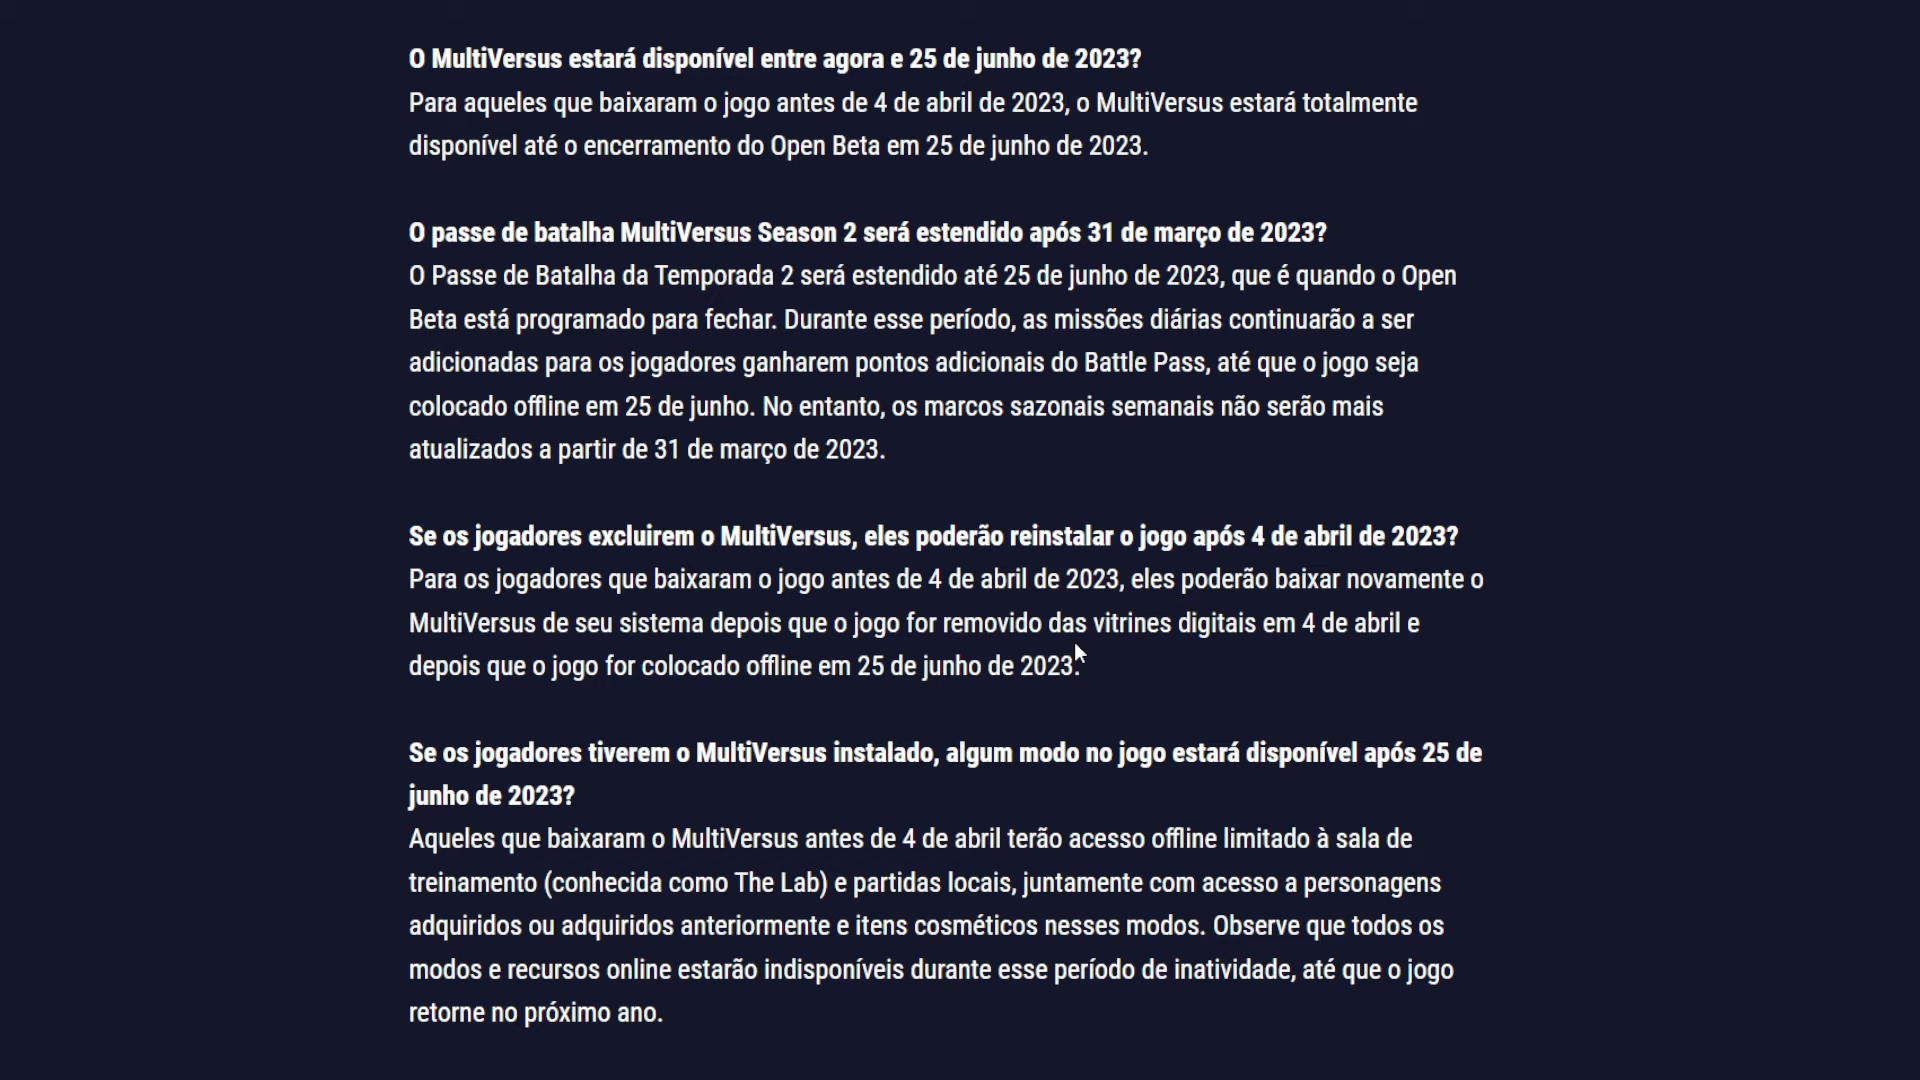 O MultiVersus estará disponível entre agora e 25 de junho de 2023?
Para aqueles que baixaram o jogo antes de 4 de abril de 2023, o MultiVersus estará totalmente
disponível até o encerramento do Open Beta em 25 de junho de 2023.
O passe de batalha MultiVersus Season 2 será estendido após 31 de março de 2023?
O Passe de Batalha da Temporada 2 será estendido até 25 de junho de 2023, que é quando o Open
Beta está programado para fechar. Durante esse período, as missões diárias continuarão a ser
adicionadas para os jogadores ganharem pontos adicionais do Battle Pass, até que o jogo seja
colocado offline em 25 de junho. No entanto, os marcos sazonais semanais não serão mais
atualizados a partir de 31 de março de 2023.
Se os jogadores excluirem o MultiVersus, eles poderão reinstalar o jogo após 4 de abril de 2023?
Para os jogadores que baixaram o jogo antes de 4 de abril de 2023, eles poderão baixar novamente o
MultiVersus de seu sistema depois que o jogo for removido das vitrines digitais em 4 de abril e
depois que o jogo for colocado offline em 25 de junho de 2023.
Se os jogadores tiverem o MultiVersus instalado, algum modo no jogo estará disponível após 25 de
junho de 2023?
Aqueles que baixaram o MultiVersus antes de 4 de abril terão acesso offline limitado à sala de
treinamento (conhecida como The Lab) e partidas locais, juntamente com acesso a personagens
adquiridos ou adquiridos anteriormente e itens cosméticos nesses modos. Observe que todos os
modos e recursos online estarão indisponíveis durante esse período de inatividade, até que o jogo
retorne no próximo ano.